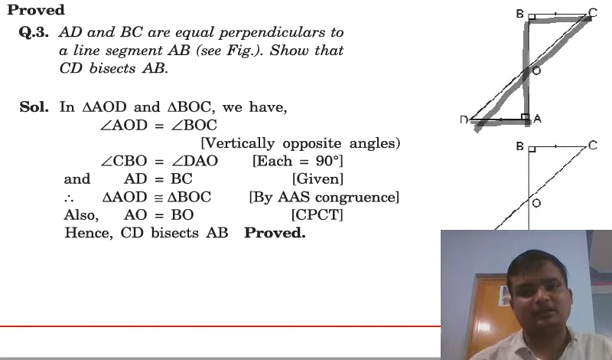 Proved
Q.3. AD and BC are equal perpendiculars to
a line segment AB (see Fig.). Show that
CD bisects AB.
Sol. In ΔAOD and ΔBOC, we have,
∠AOD = ∠BOC
[Vertically opposite angles)
∠CBO = ∠DAO [Each = 90°]
and AD = BC [Given]
∴ ΔAOD ≅ ΔBOC [By AAS congruence]
Also, AO = BO [CPCT]
Hence, CD bisects AB Proved.
B C
O
D A
B C
O